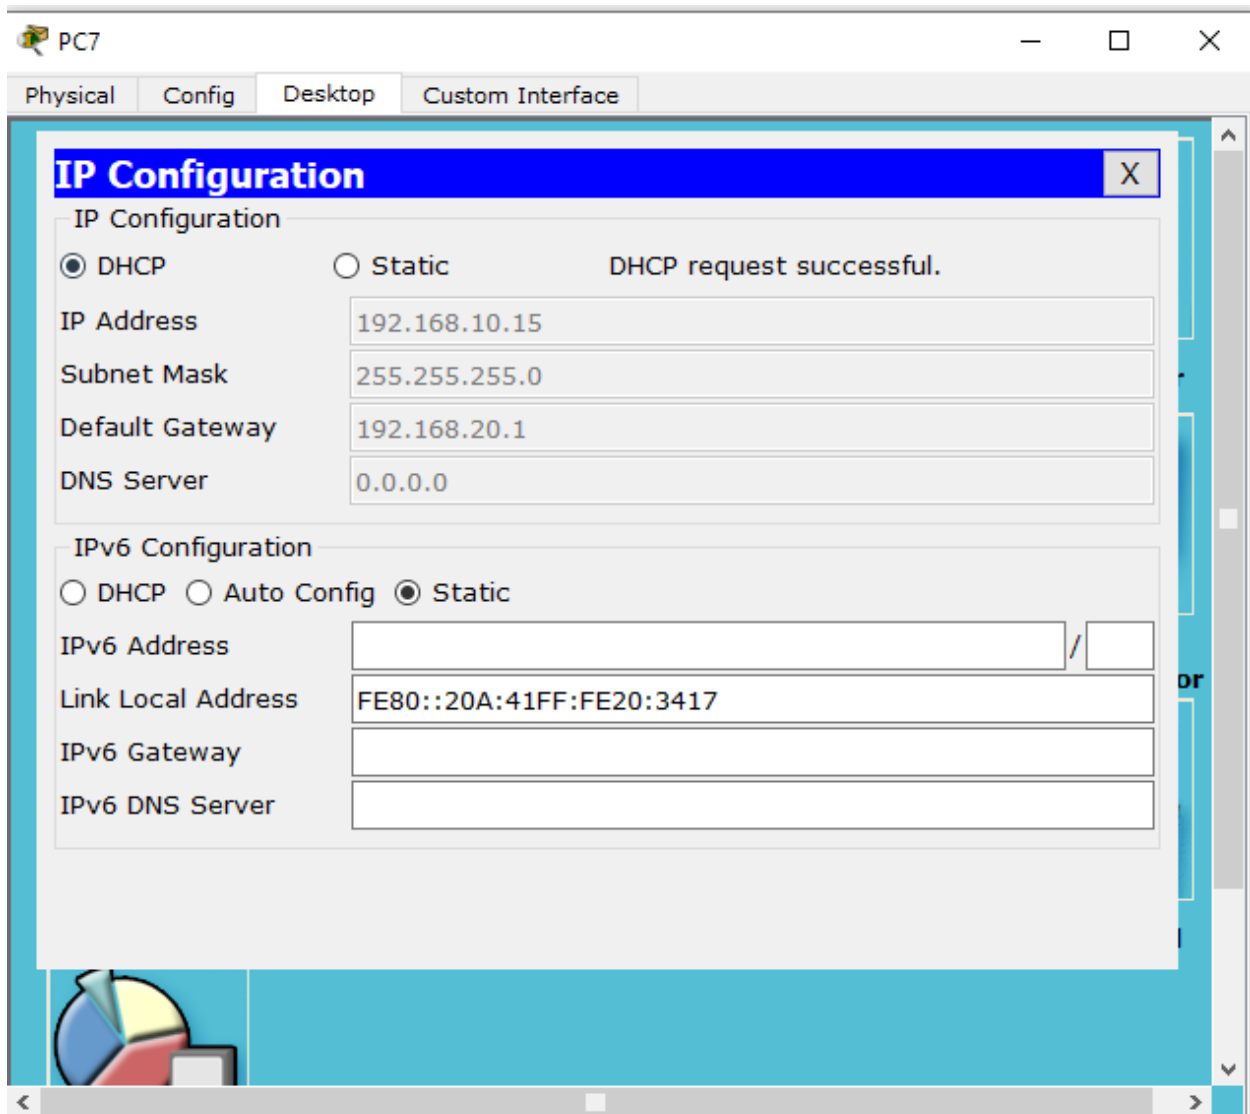 PC7
Physical Config Desktop Custom Interface
IP Configuration X
IP Configuration
DHCP Static DHCP request successful.
IP Address 192.168.10.15
Subnet Mask 255.255.255.0
Default Gateway 192.168.20.1
DNS Server 0.0.0.0
IPv6 Configuration
DHCP Auto Config Static
IPv6 Address /
Link Local Address FE80::20A:41FF:FE20:3417
IPv6 Gateway
IPv6 DNS Server